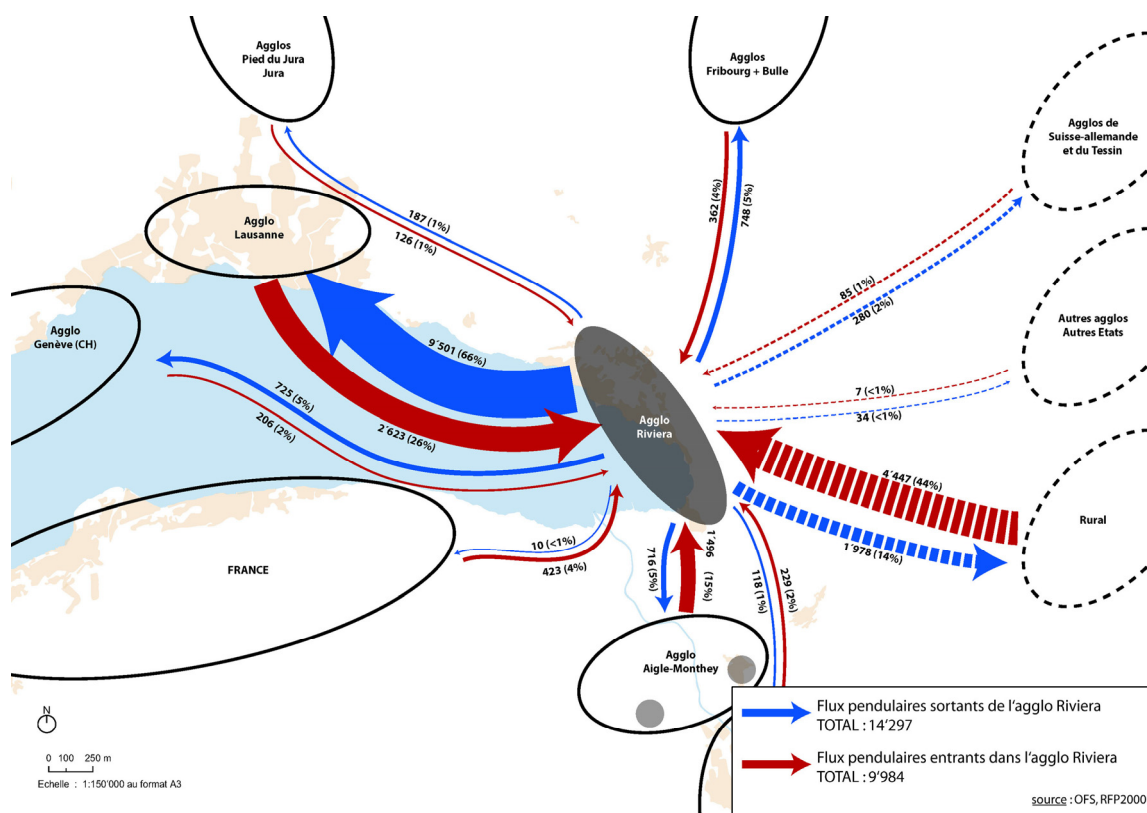 Agglos
Pied du Jura
Jura
Agglos
Fribourg + Bulle
Agglos de
Suisse-allemande
et du Tessin
Agglo
Lausanne
187 (1%)
126 (1%)
362 (4%)
748 (5%)
85 (1%)
280 (2%)
Agglo
Genève (CH)
Autres agglos
Autres Etats
9´501 (66%)
2´623 (26%)
725 (5%)
206 (2%)
Agglo
Riviera
7 (<1%)
34 (<1%)
4´447 (44%)
1´978 (14%)
Rural
FRANCE
10 (<1%)
423 (4%)
716 (5%)
1´496
(15%)
118 (1%)
229 (2%)
Agglo
Aigle-Monthey
N
0 100 250 m
Echelle : 1:150'000 au format A3
Flux pendulaires sortants de l'agglo Riviera
TOTAL : 14'297
Flux pendulaires entrants dans l'agglo Riviera
TOTAL : 9'984
source : OFS, RFP2000